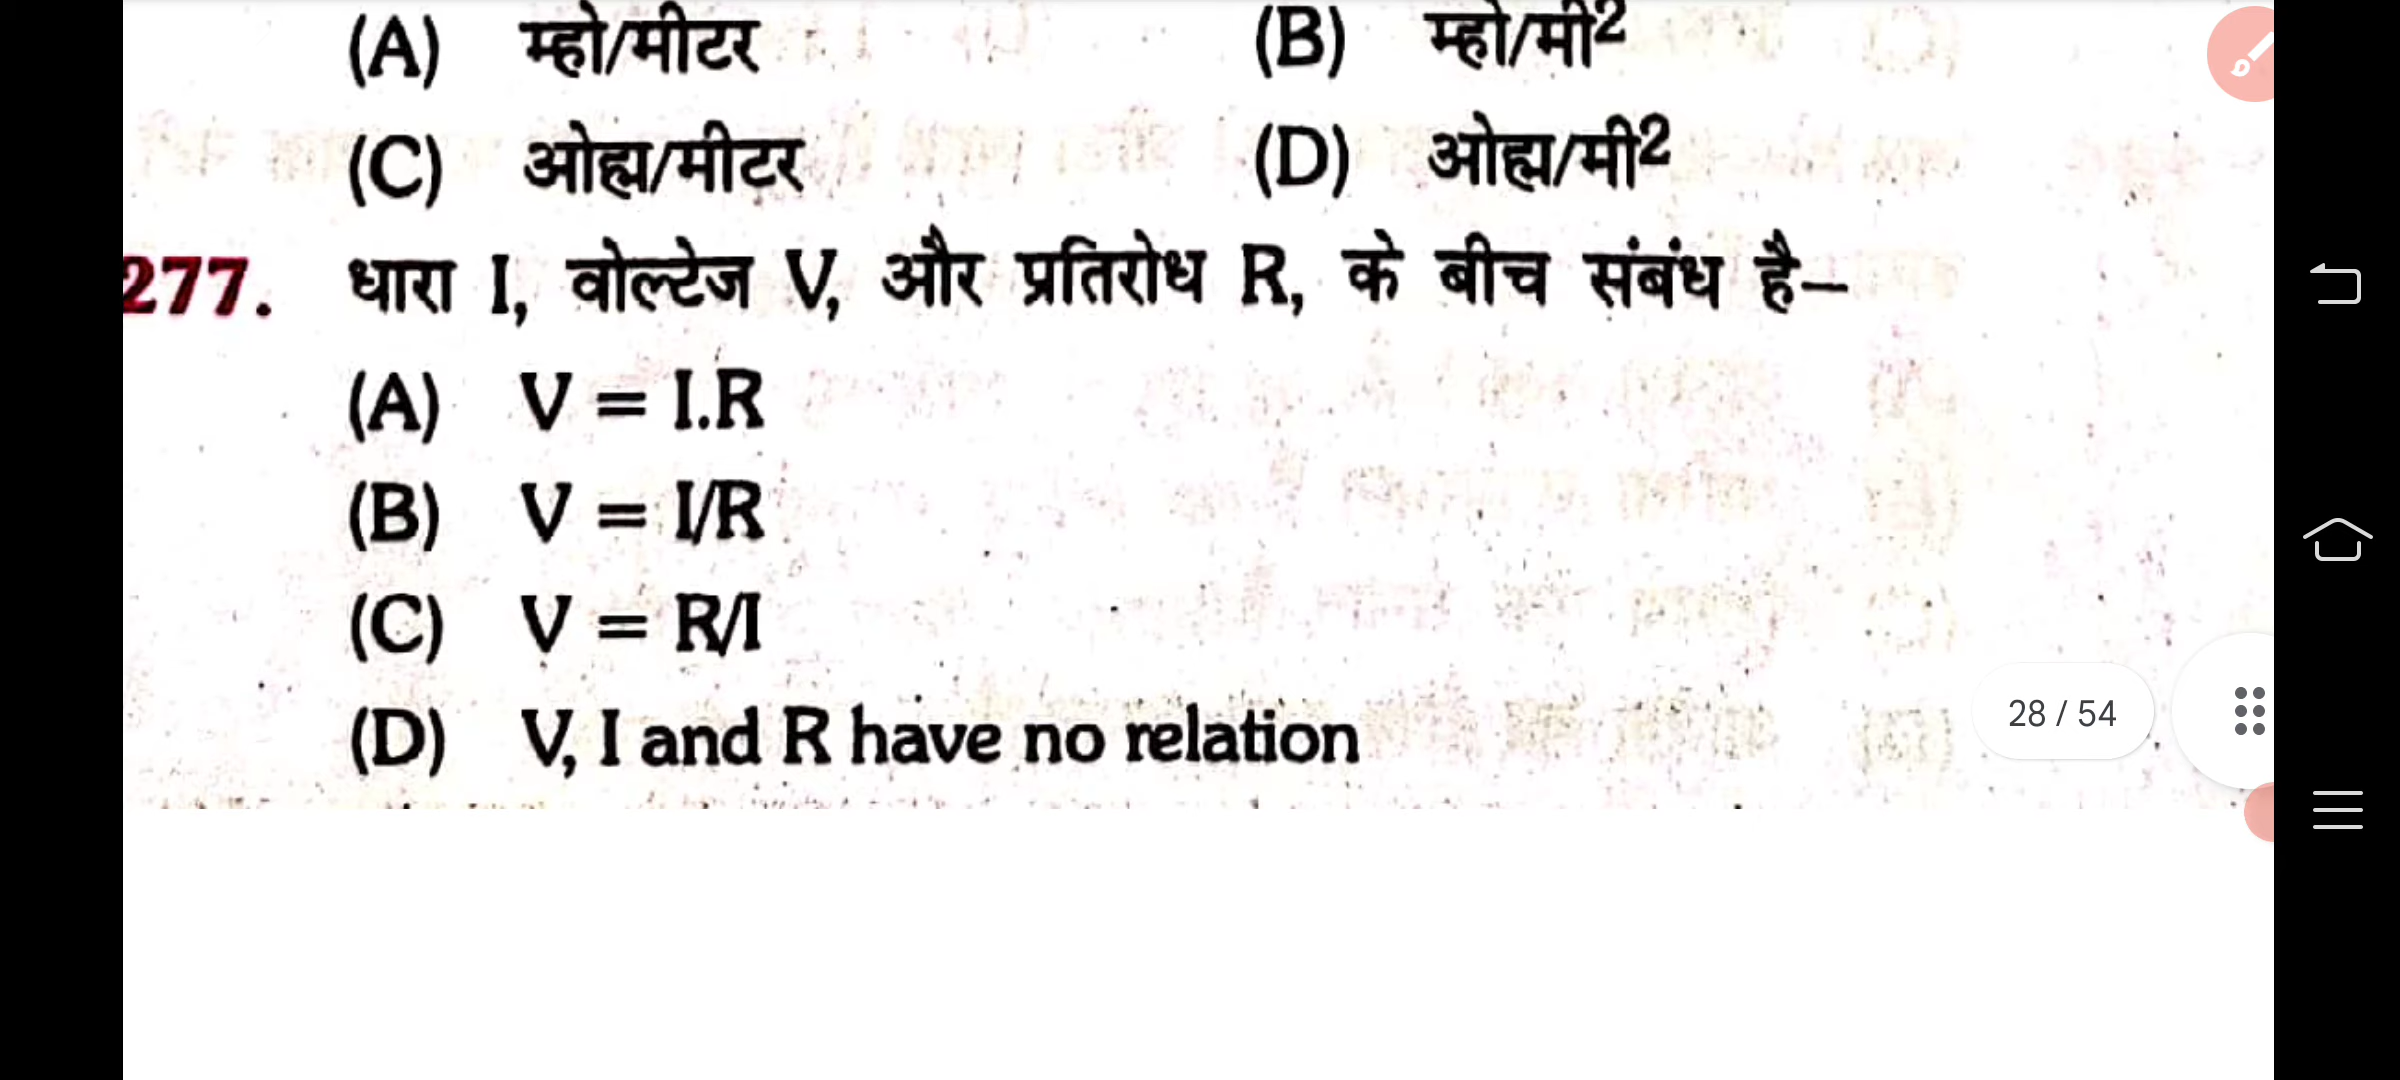 (A) म्हो/मीटर (B) म्हो/मी²
(C) ओह्म/मीटर (D) ओह्म/मी²
277. धारा I, वोल्टेज V, और प्रतिरोध R, के बीच संबंध है–
(A) V = I.R
(B) V = I/R
(C) V = R/I
(D) V, I and R have no relation
28 / 54